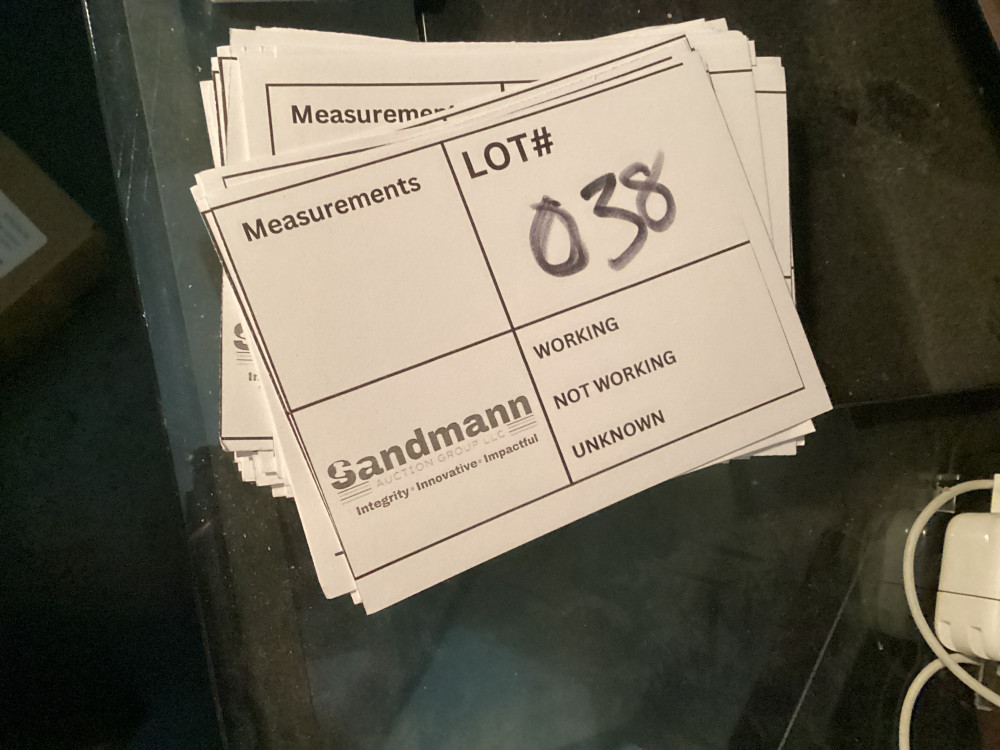 Measurements
LOT#
038
Measurements
WORKING
NOT WORKING
UNKNOWN
Sandmann
AUCTION GROUP LLC
Integrity • Innovative • Impactful